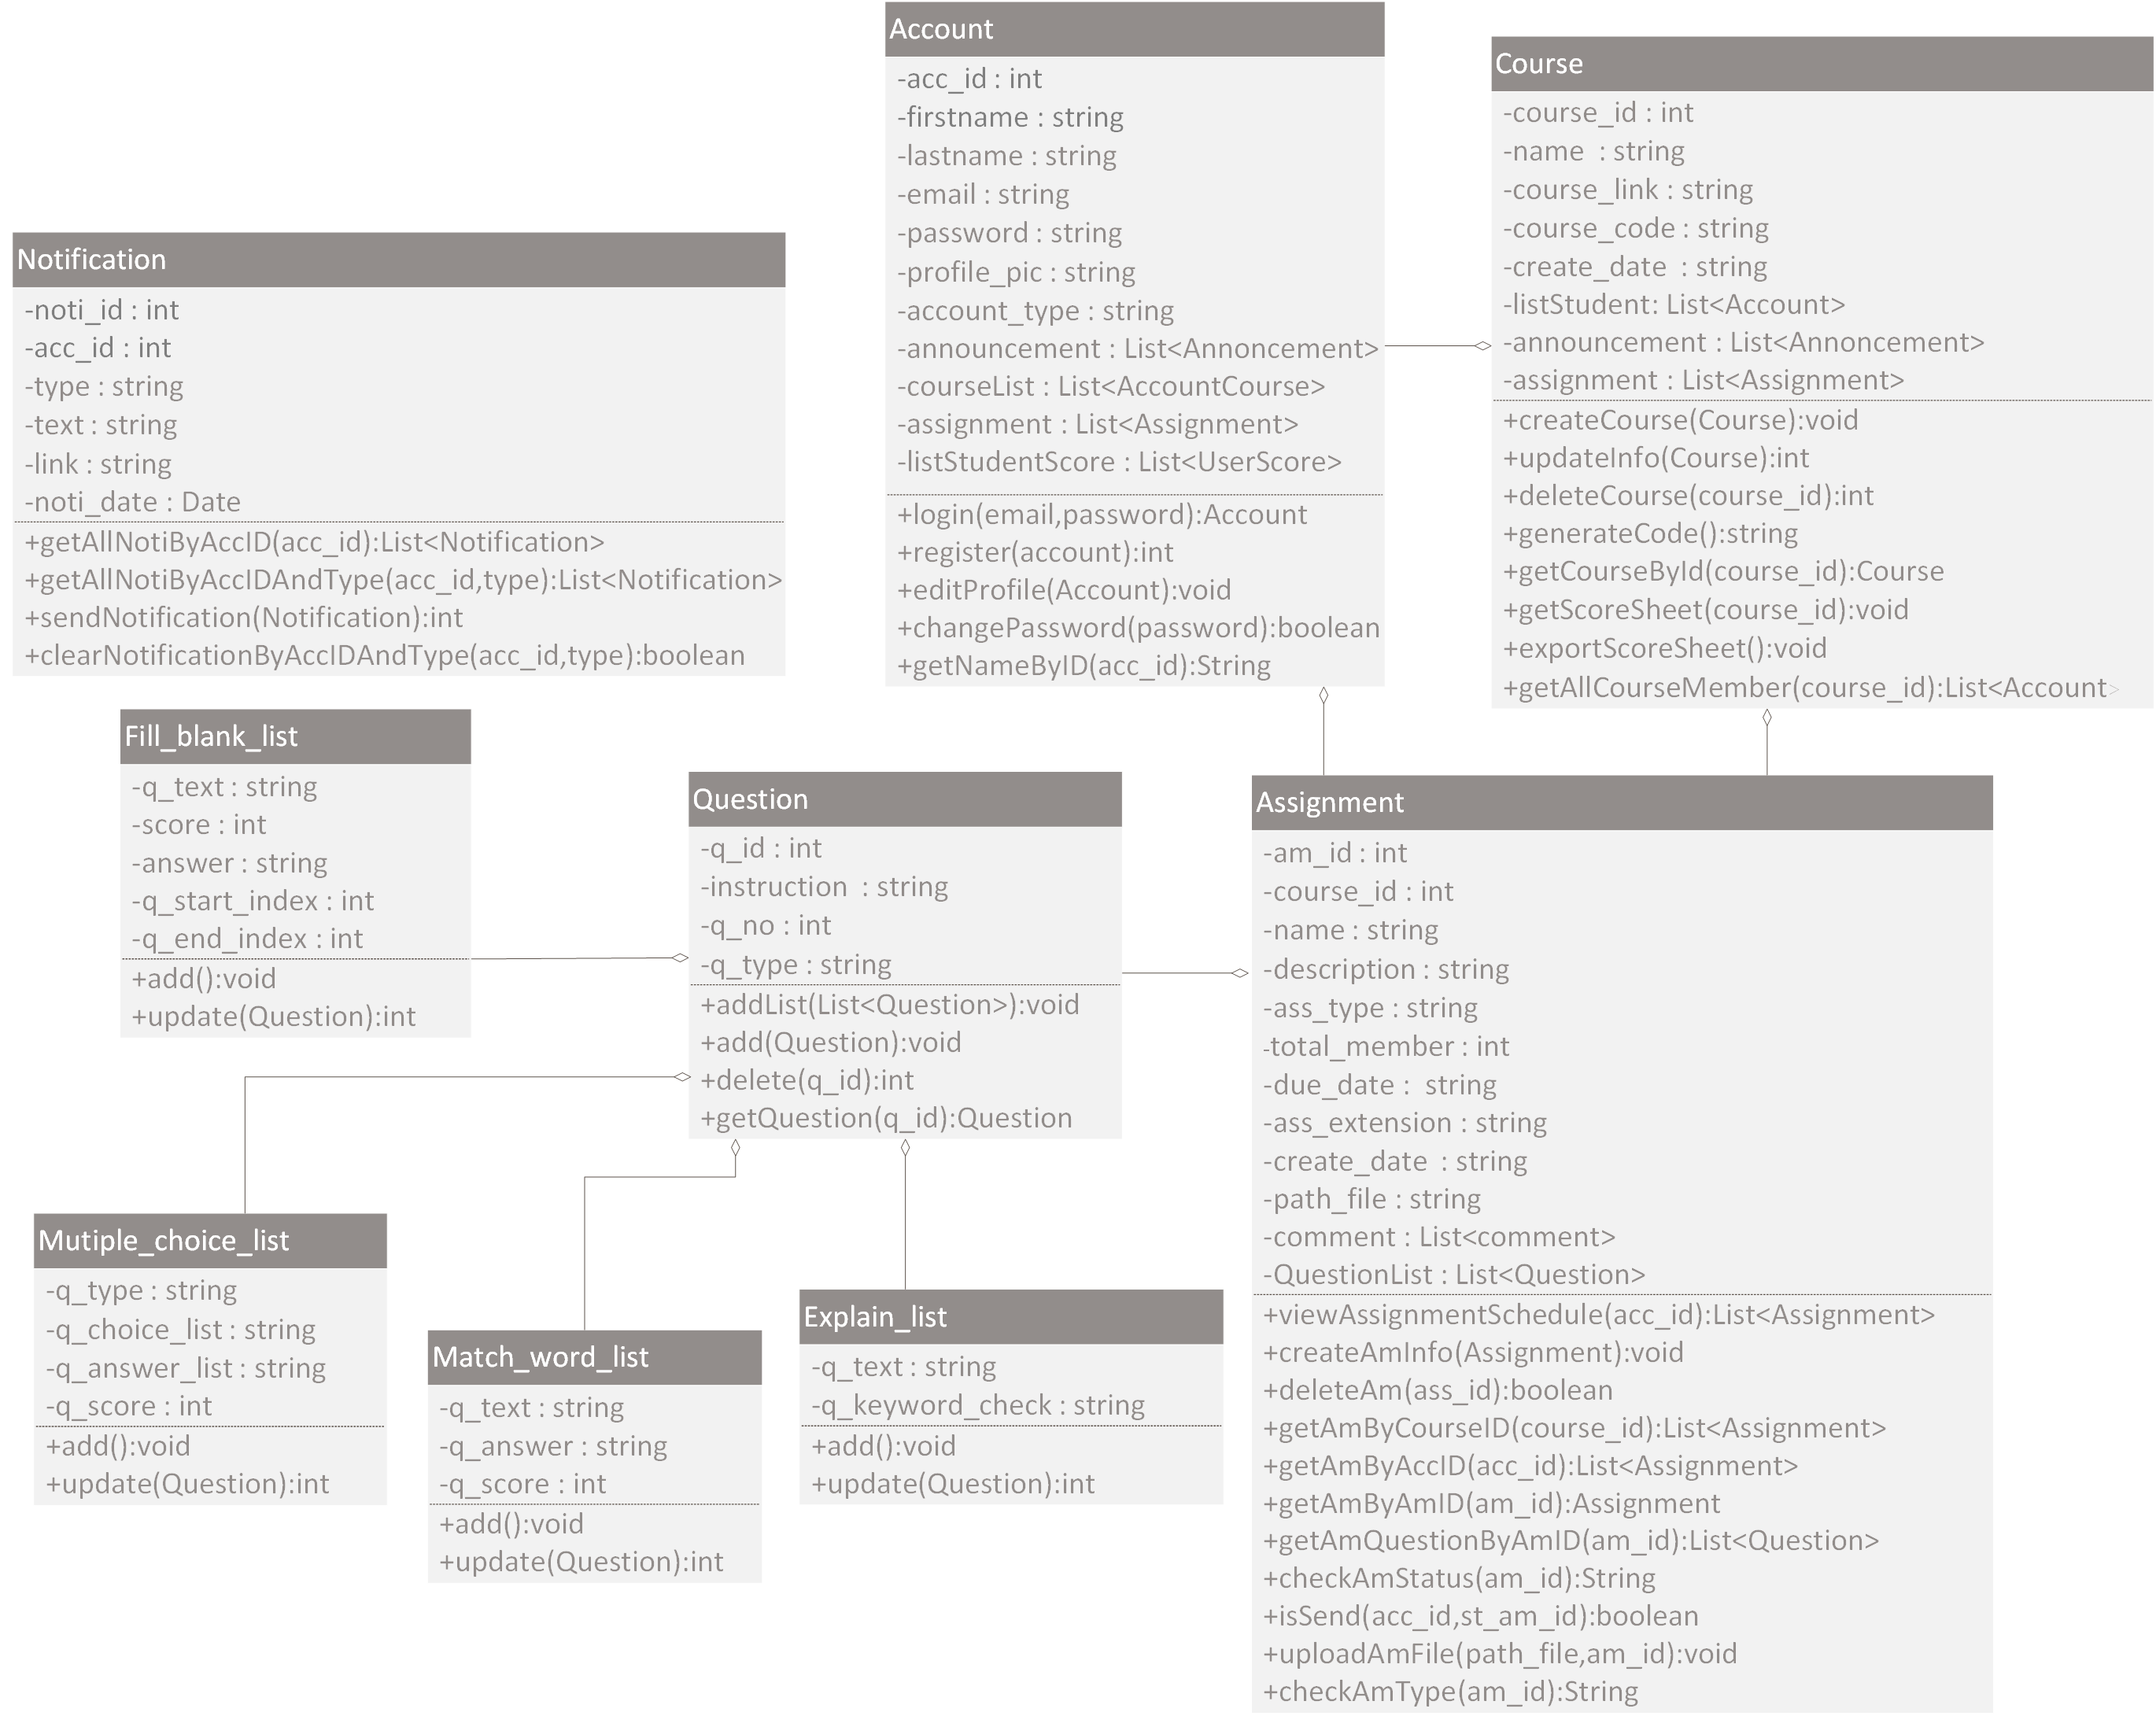 Account
-acc_id : int
-firstname : string
-lastname : string
-email : string
-password : string
-profile_pic : string
-account_type : string
-announcement : List<Annoncement>
-courseList : List<AccountCourse>
-assignment : List<Assignment>
-listStudentScore : List<UserScore>
+login(email,password):Account
+register(account):int
+editProfile(Account):void
+changePassword(password):boolean
+getNameByID(acc_id):String
Course
-course_id : int
-name  : string
-course_link : string
-course_code : string
-create_date  : string
-listStudent: List<Account>
-announcement : List<Annoncement>
-assignment : List<Assignment>
+createCourse(Course):void
+updateInfo(Course):int
+deleteCourse(course_id):int
+generateCode():string
+getCourseById(course_id):Course
+getScoreSheet(course_id):void
+exportScoreSheet():void
+getAllCourseMember(course_id):List<Account>
Notification
-noti_id : int
-acc_id : int
-type : string
-text : string
-link : string
-noti_date : Date
+getAllNotiByAccID(acc_id):List<Notification>
+getAllNotiByAccIDAndType(acc_id,type):List<Notification>
+sendNotification(Notification):int
+clearNotificationByAccIDAndType(acc_id,type):boolean
Fill_blank_list
-q_text : string
-score : int
-answer : string
-q_start_index : int
-q_end_index : int
+add():void
+update(Question):int
Question
-q_id : int
-instruction  : string
-q_no : int
-q_type : string
+addList(List<Question>):void
+add(Question):void
+delete(q_id):int
+getQuestion(q_id):Question
Assignment
-am_id : int
-course_id : int
-name : string
-description : string
-ass_type : string
-total_member : int
-due_date :  string
-ass_extension : string
-create_date  : string
-path_file : string
-comment : List<comment>
-QuestionList : List<Question>
+viewAssignmentSchedule(acc_id):List<Assignment>
+createAmInfo(Assignment):void
+deleteAm(ass_id):boolean
+getAmByCourseID(course_id):List<Assignment>
+getAmByAccID(acc_id):List<Assignment>
+getAmByAmID(am_id):Assignment
+getAmQuestionByAmID(am_id):List<Question>
+checkAmStatus(am_id):String
+isSend(acc_id,st_am_id):boolean
+uploadAmFile(path_file,am_id):void
+checkAmType(am_id):String
Mutiple_choice_list
-q_type : string
-q_choice_list : string
-q_answer_list : string
-q_score : int
+add():void
+update(Question):int
Match_word_list
-q_text : string
-q_answer : string
-q_score : int
+add():void
+update(Question):int
Explain_list
-q_text : string
-q_keyword_check : string
+add():void
+update(Question):int